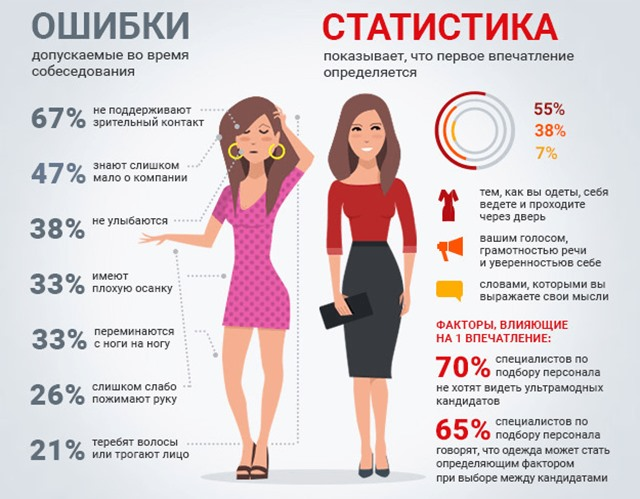 ОШИБКИ
допускаемые во время
собеседования
67%
не поддерживают
зрительный контакт
47%
знают слишком
мало о компании
38%
не улыбаются
33%
имеют
плохую осанку
33%
переминаются
с ноги на ногу
26%
слишком слабо
пожимают руку
21%
теребят волосы
или трогают лицо
СТАТИСТИКА
показывает, что первое впечатление
определяется
55%
38%
7%
тем, как вы одеты, себя
ведете и проходите
через дверь
вашим голосом,
грамотностью речи
и уверенностьюв себе
словами, которыми вы
выражаете свои мысли
ФАКТОРЫ, ВЛИЯЮЩИЕ
НА 1 ВПЕЧАТЛЕНИЕ:
70% специалистов по
подбору персонала
не хотят видеть ультрамодных
кандидатов
65% специалистов по
подбору персонала
говорят, что одежда может стать
определяющим фактором
при выборе между кандидатами